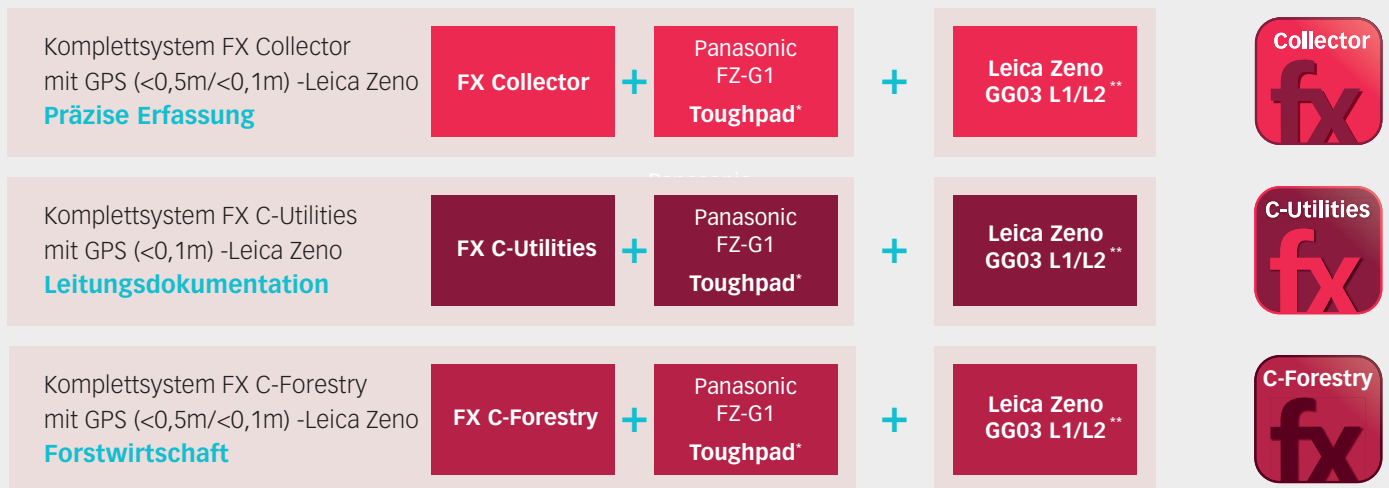 Komplettsystem FX Collector
mit GPS (<0,5m/<0,1m) -Leica Zeno
Präzise Erfassung
FX Collector
+
Panasonic
FZ-G1
Toughpad*
+
Leica Zeno
GG03 L1/L2**
Collector
fx
Panasonic
Komplettsystem FX C-Utilities
mit GPS (<0,1m) -Leica Zeno
Leitungsdokumentation
FX C-Utilities
+
Panasonic
FZ-G1
Toughpad*
+
Leica Zeno
GG03 L1/L2**
C-Utilities
fx
Komplettsystem FX C-Forestry
mit GPS (<0,5m/<0,1m) -Leica Zeno
Forstwirtschaft
FX C-Forestry
+
Panasonic
FZ-G1
Toughpad*
+
Leica Zeno
GG03 L1/L2**
C-Forestry
fx